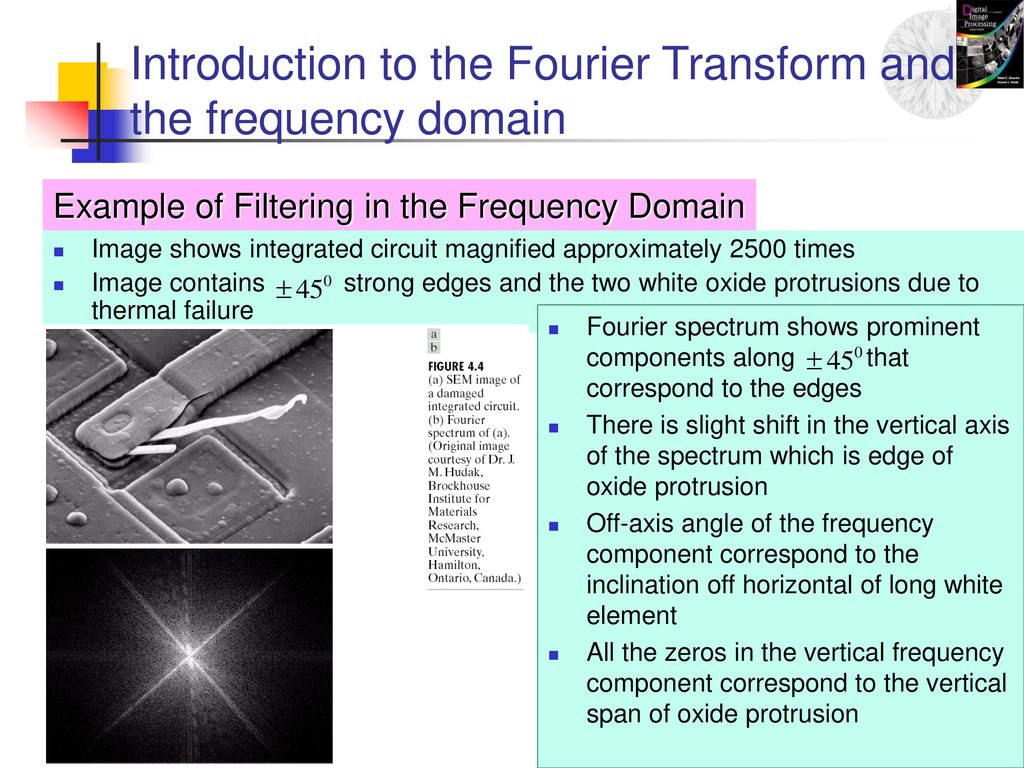 Introduction to the Fourier Transform and
the frequency domain
Digital
Image
Processing
Example of Filtering in the Frequency Domain
Image shows integrated circuit magnified approximately 2500 times
Image contains ±45⁰ strong edges and the two white oxide protrusions due to
thermal failure
a
b
FIGURE 4.4
(a) SEM image of
a damaged
integrated circuit.
(b) Fourier
spectrum of (a).
(Original image
courtesy of Dr. J.
M. Hudak,
Brockhouse
Institute for
Materials
Research,
McMaster
University,
Hamilton,
Ontario, Canada.)
Fourier spectrum shows prominent
components along ±45⁰ that
correspond to the edges
There is slight shift in the vertical axis
of the spectrum which is edge of
oxide protrusion
Off-axis angle of the frequency
component correspond to the
inclination off horizontal of long white
element
All the zeros in the vertical frequency
component correspond to the vertical
span of oxide protrusion